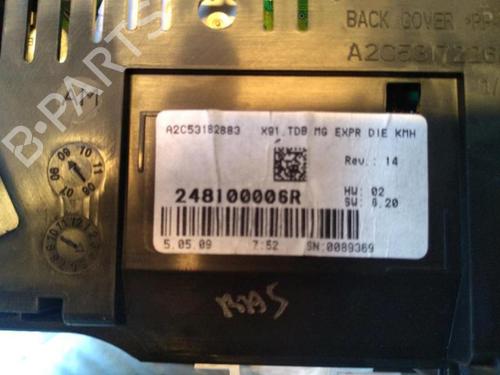 BACK COVER
A2C53182883 X91 TDB MG EXPR DIE KMH
Rev.: 14
248100006R
HW: 02
SW: 6.20
5.05.09 7:52 SN:0089369
B-PARTS